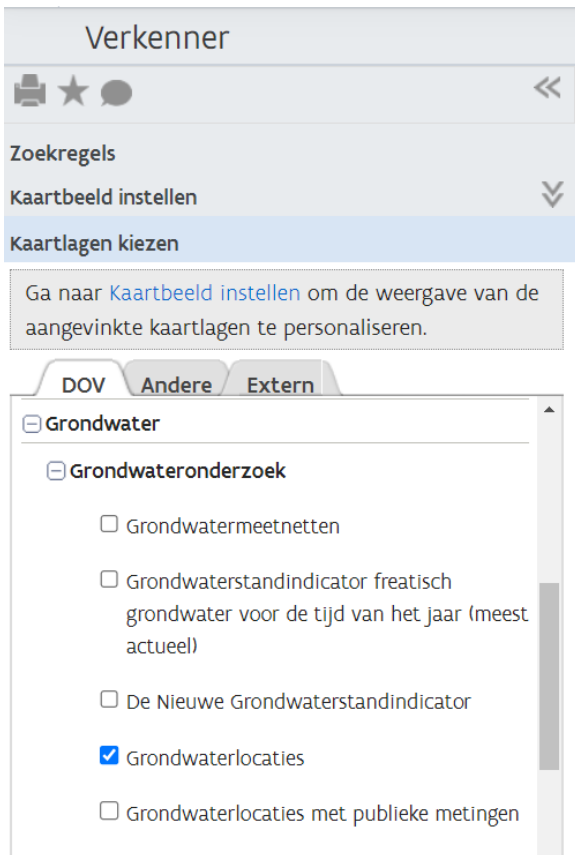 Verkenner
Zoekregels
Kaartbeeld instellen
Kaartlagen kiezen
Ga naar Kaartbeeld instellen om de weergave van de
aangevinkte kaartlagen te personaliseren.
DOV Andere Extern
Grondwater
Grondwateronderzoek
Grondwatermeetnetten
Grondwaterstandindicator freatisch
grondwater voor de tijd van het jaar (meest
actueel)
De Nieuwe Grondwaterstandindicator
Grondwaterlocaties
Grondwaterlocaties met publieke metingen